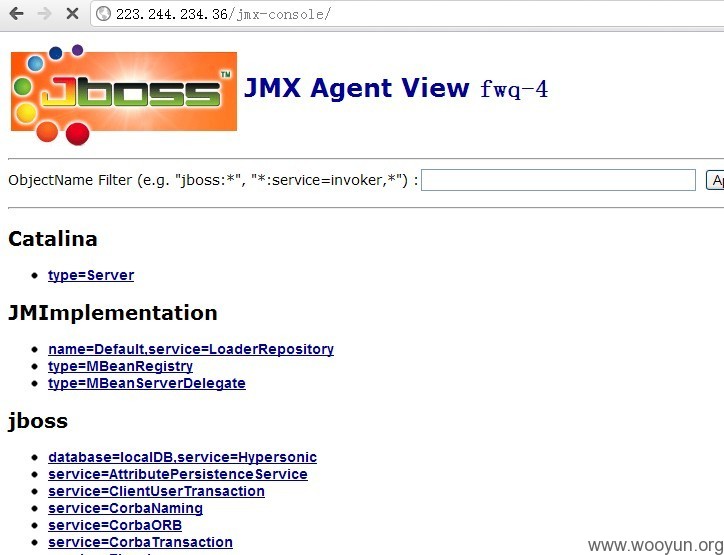 223.244.234.36/jmx-console/
Jboss™ JMX Agent View fwq-4
ObjectName Filter (e.g. "jboss:*", "*:service=invoker,*") :
Catalina
type=Server
JMImplementation
name=Default,service=LoaderRepository
type=MBeanRegistry
type=MBeanServerDelegate
jboss
database=localDB,service=Hypersonic
service=AttributePersistenceService
service=ClientUserTransaction
service=CorbaNaming
service=CorbaORB
service=CorbaTransaction
www.wooyun.org